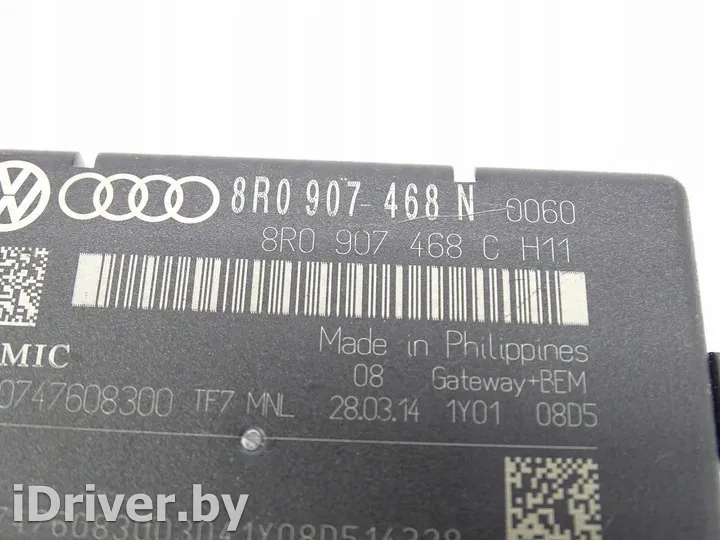 8R0 907 468 N 0060
8R0 907 468 C H11
Made in Philippines
MIC
08 Gateway+BEM
0747608300 TF7 MNL 28.03.14 1Y01 08D5
iDriver.by